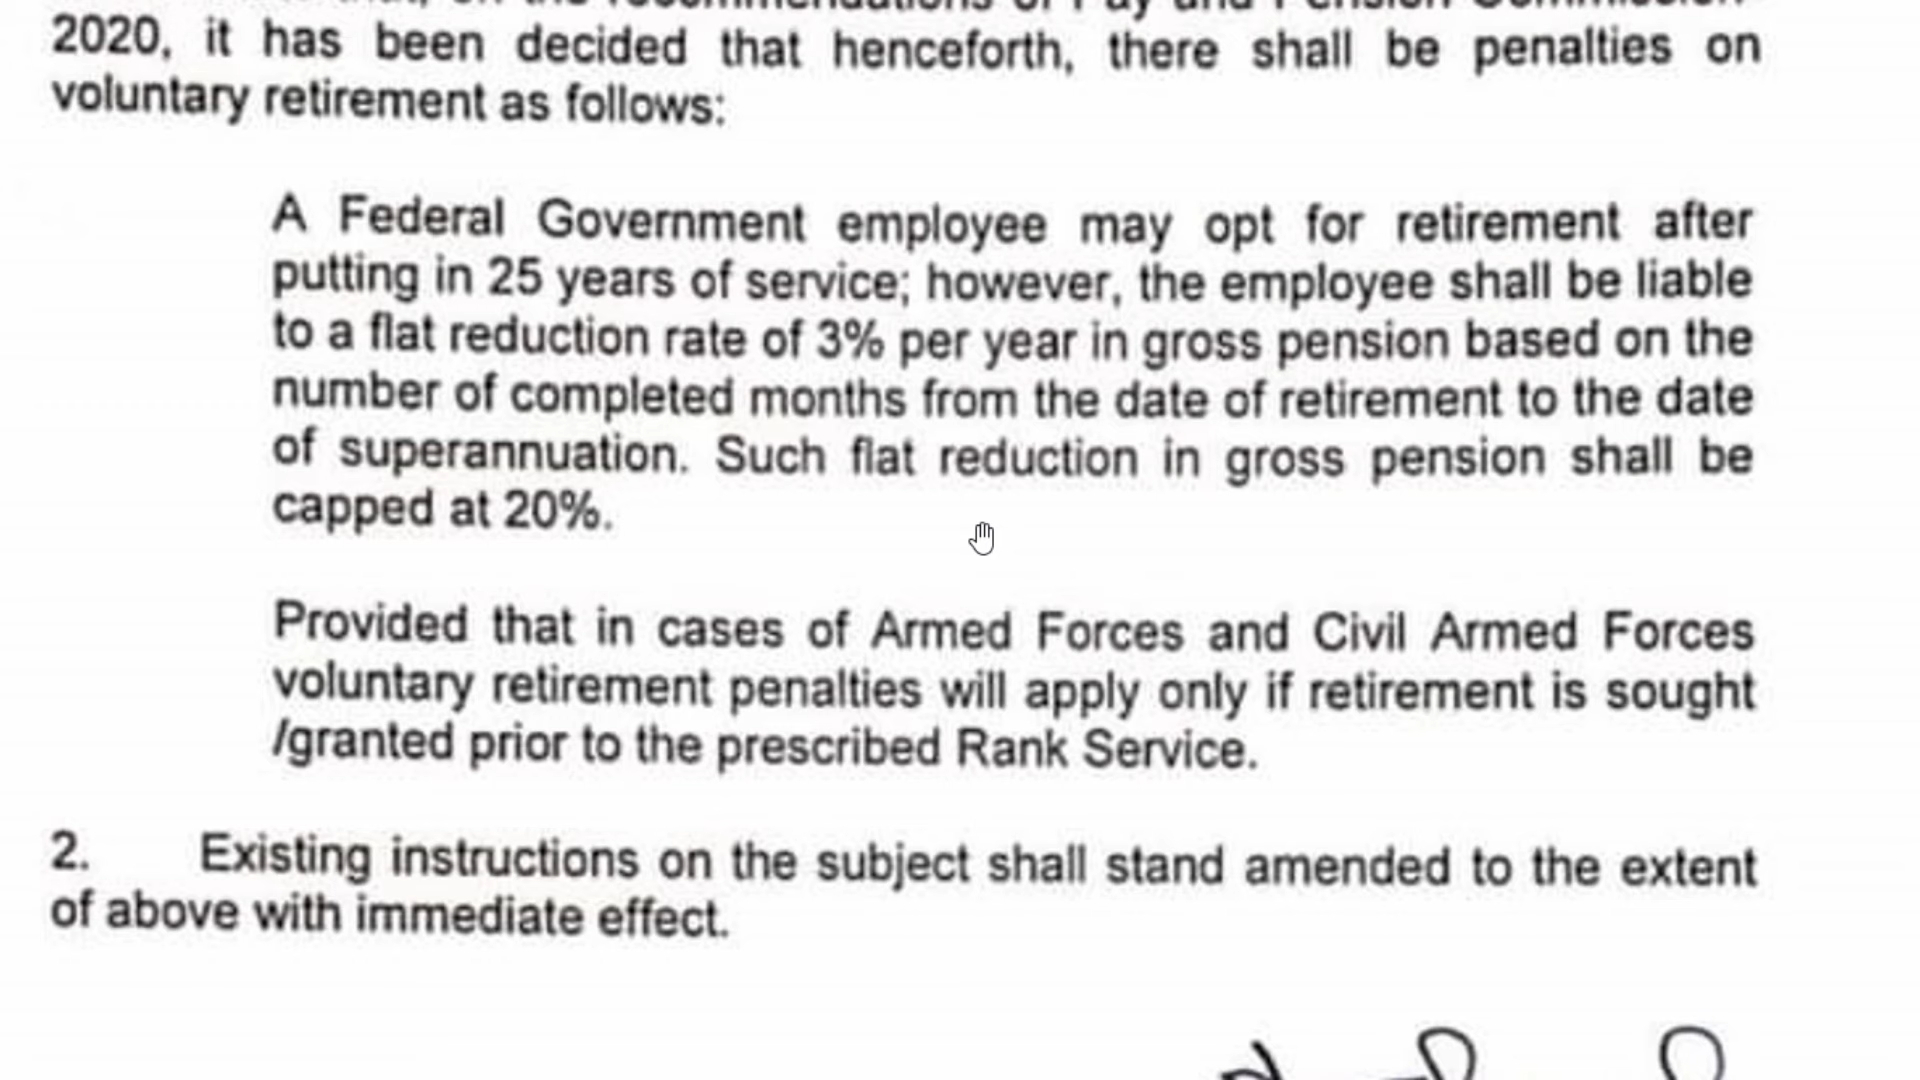 recommendations of Pay and Pension Commission-
2020, it has been decided that henceforth, there shall be penalties on
voluntary retirement as follows:
A Federal Government employee may opt for retirement after
putting in 25 years of service; however, the employee shall be liable
to a flat reduction rate of 3% per year in gross pension based on the
number of completed months from the date of retirement to the date
of superannuation. Such flat reduction in gross pension shall be
capped at 20%.
Provided that in cases of Armed Forces and Civil Armed Forces
voluntary retirement penalties will apply only if retirement is sought
/granted prior to the prescribed Rank Service.
2. Existing instructions on the subject shall stand amended to the extent
of above with immediate effect.